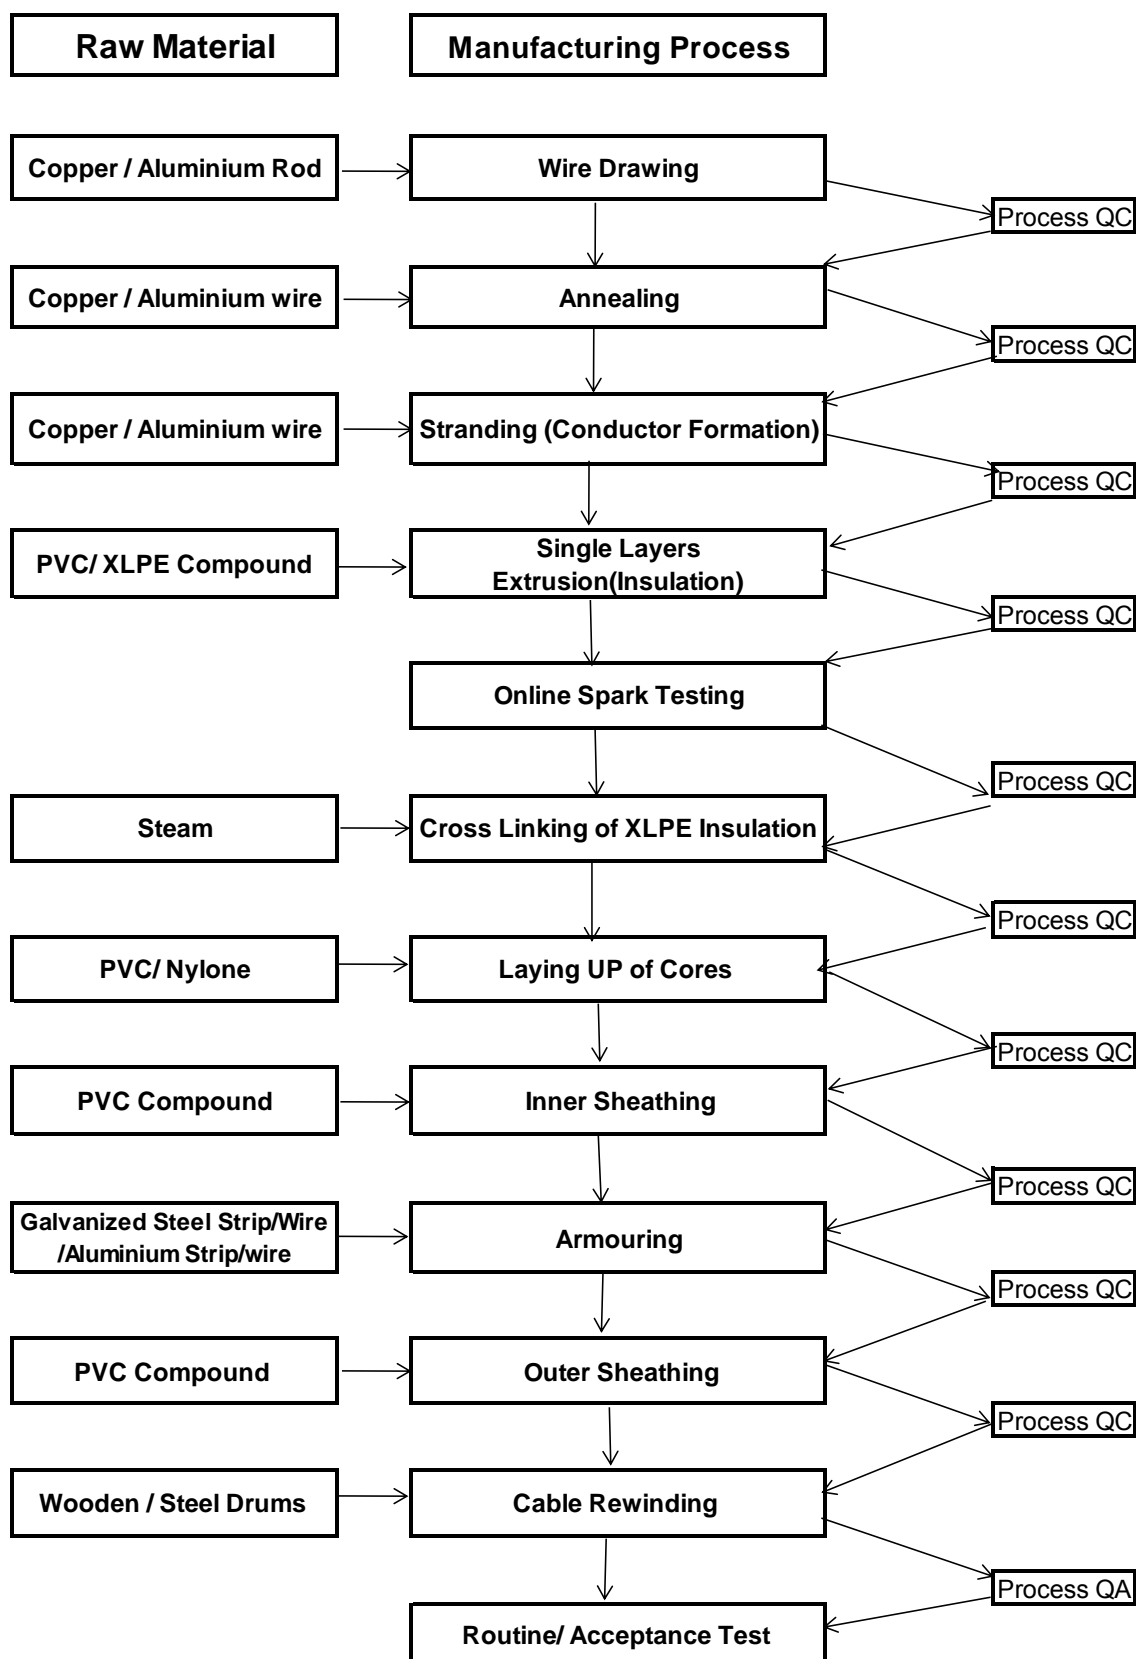 Raw Material
Manufacturing Process
Copper / Aluminium Rod
Wire Drawing
Process QC
Copper / Aluminium wire
Annealing
Process QC
Copper / Aluminium wire
Stranding (Conductor Formation)
Process QC
PVC/ XLPE Compound
Single Layers
Extrusion(Insulation)
Process QC
Online Spark Testing
Process QC
Steam
Cross Linking of XLPE Insulation
Process QC
PVC/ Nylone
Laying UP of Cores
Process QC
PVC Compound
Inner Sheathing
Process QC
Galvanized Steel Strip/Wire
/Aluminium Strip/wire
Armouring
Process QC
PVC Compound
Outer Sheathing
Process QC
Wooden / Steel Drums
Cable Rewinding
Process QA
Routine/ Acceptance Test